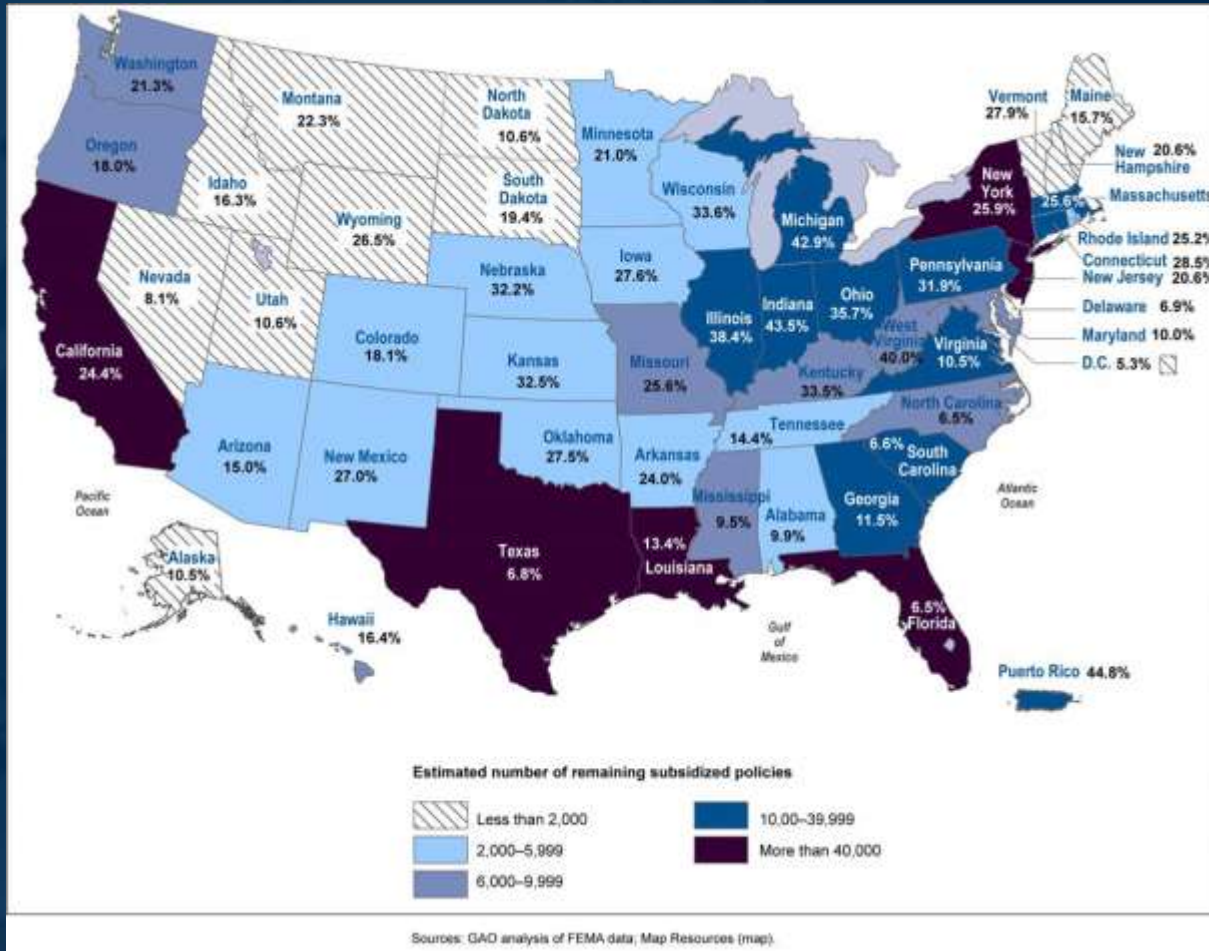 Washington
21.3%
Montana
22.3%
North
Dakota
10.6%
Minnesota
21.0%
Vermont
27.9%
Maine
15.7%
Oregon
18.0%
Idaho
16.3%
Wyoming
26.5%
South
Dakota
19.4%
Wisconsin
33.6%
Michigan
42.9%
New
York
25.9%
New 20.6%
Hampshire
25.6%
Massachusetts
Rhode Island 25.2%
Connecticut 28.5%
New Jersey 20.6%
Delaware 6.9%
Maryland 10.0%
D.C. 5.3%
Nevada
8.1%
Utah
10.6%
Nebraska
32.2%
Iowa
27.6%
Illinois
38.4%
Indiana
43.5%
Ohio
35.7%
Pennsylvania
31.9%
California
24.4%
Colorado
18.1%
Kansas
32.5%
Missouri
25.6%
Kentucky
33.5%
West
Virginia
40.0%
Virginia
10.5%
North Carolina
6.5%
Arizona
15.0%
New Mexico
27.0%
Oklahoma
27.5%
Arkansas
24.0%
Tennessee
14.4%
6.6%
South
Carolina
Mississippi
9.5%
Alabama
9.9%
Georgia
11.5%
Pacific
Ocean
Atlantic
Ocean
Alaska
10.5%
Hawaii
16.4%
Texas
6.8%
13.4%
Louisiana
Gulf
of
Mexico
6.5%
Florida
Puerto Rico 44.8%
Estimated number of remaining subsidized policies
Less than 2,000
2,000–5,999
6,000–9,999
10,00–39,999
More than 40,000
Sources: GAO analysis of FEMA data; Map Resources (map).